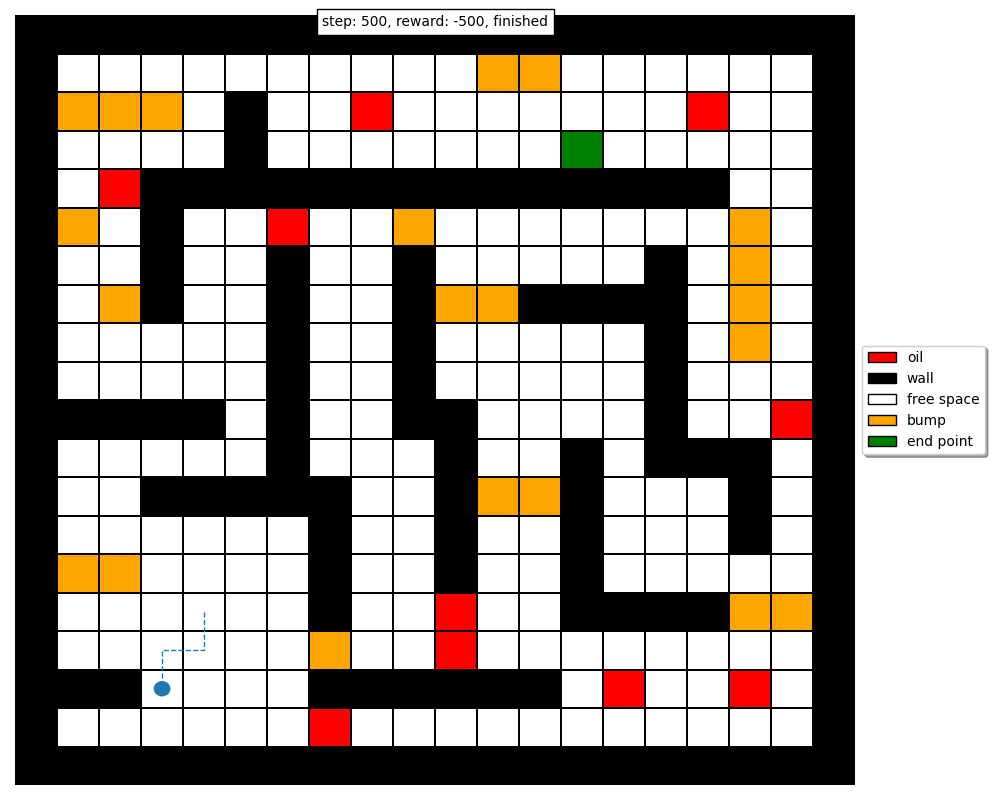 step: 500, reward: -500, finished
oil
wall
free space
bump
end point